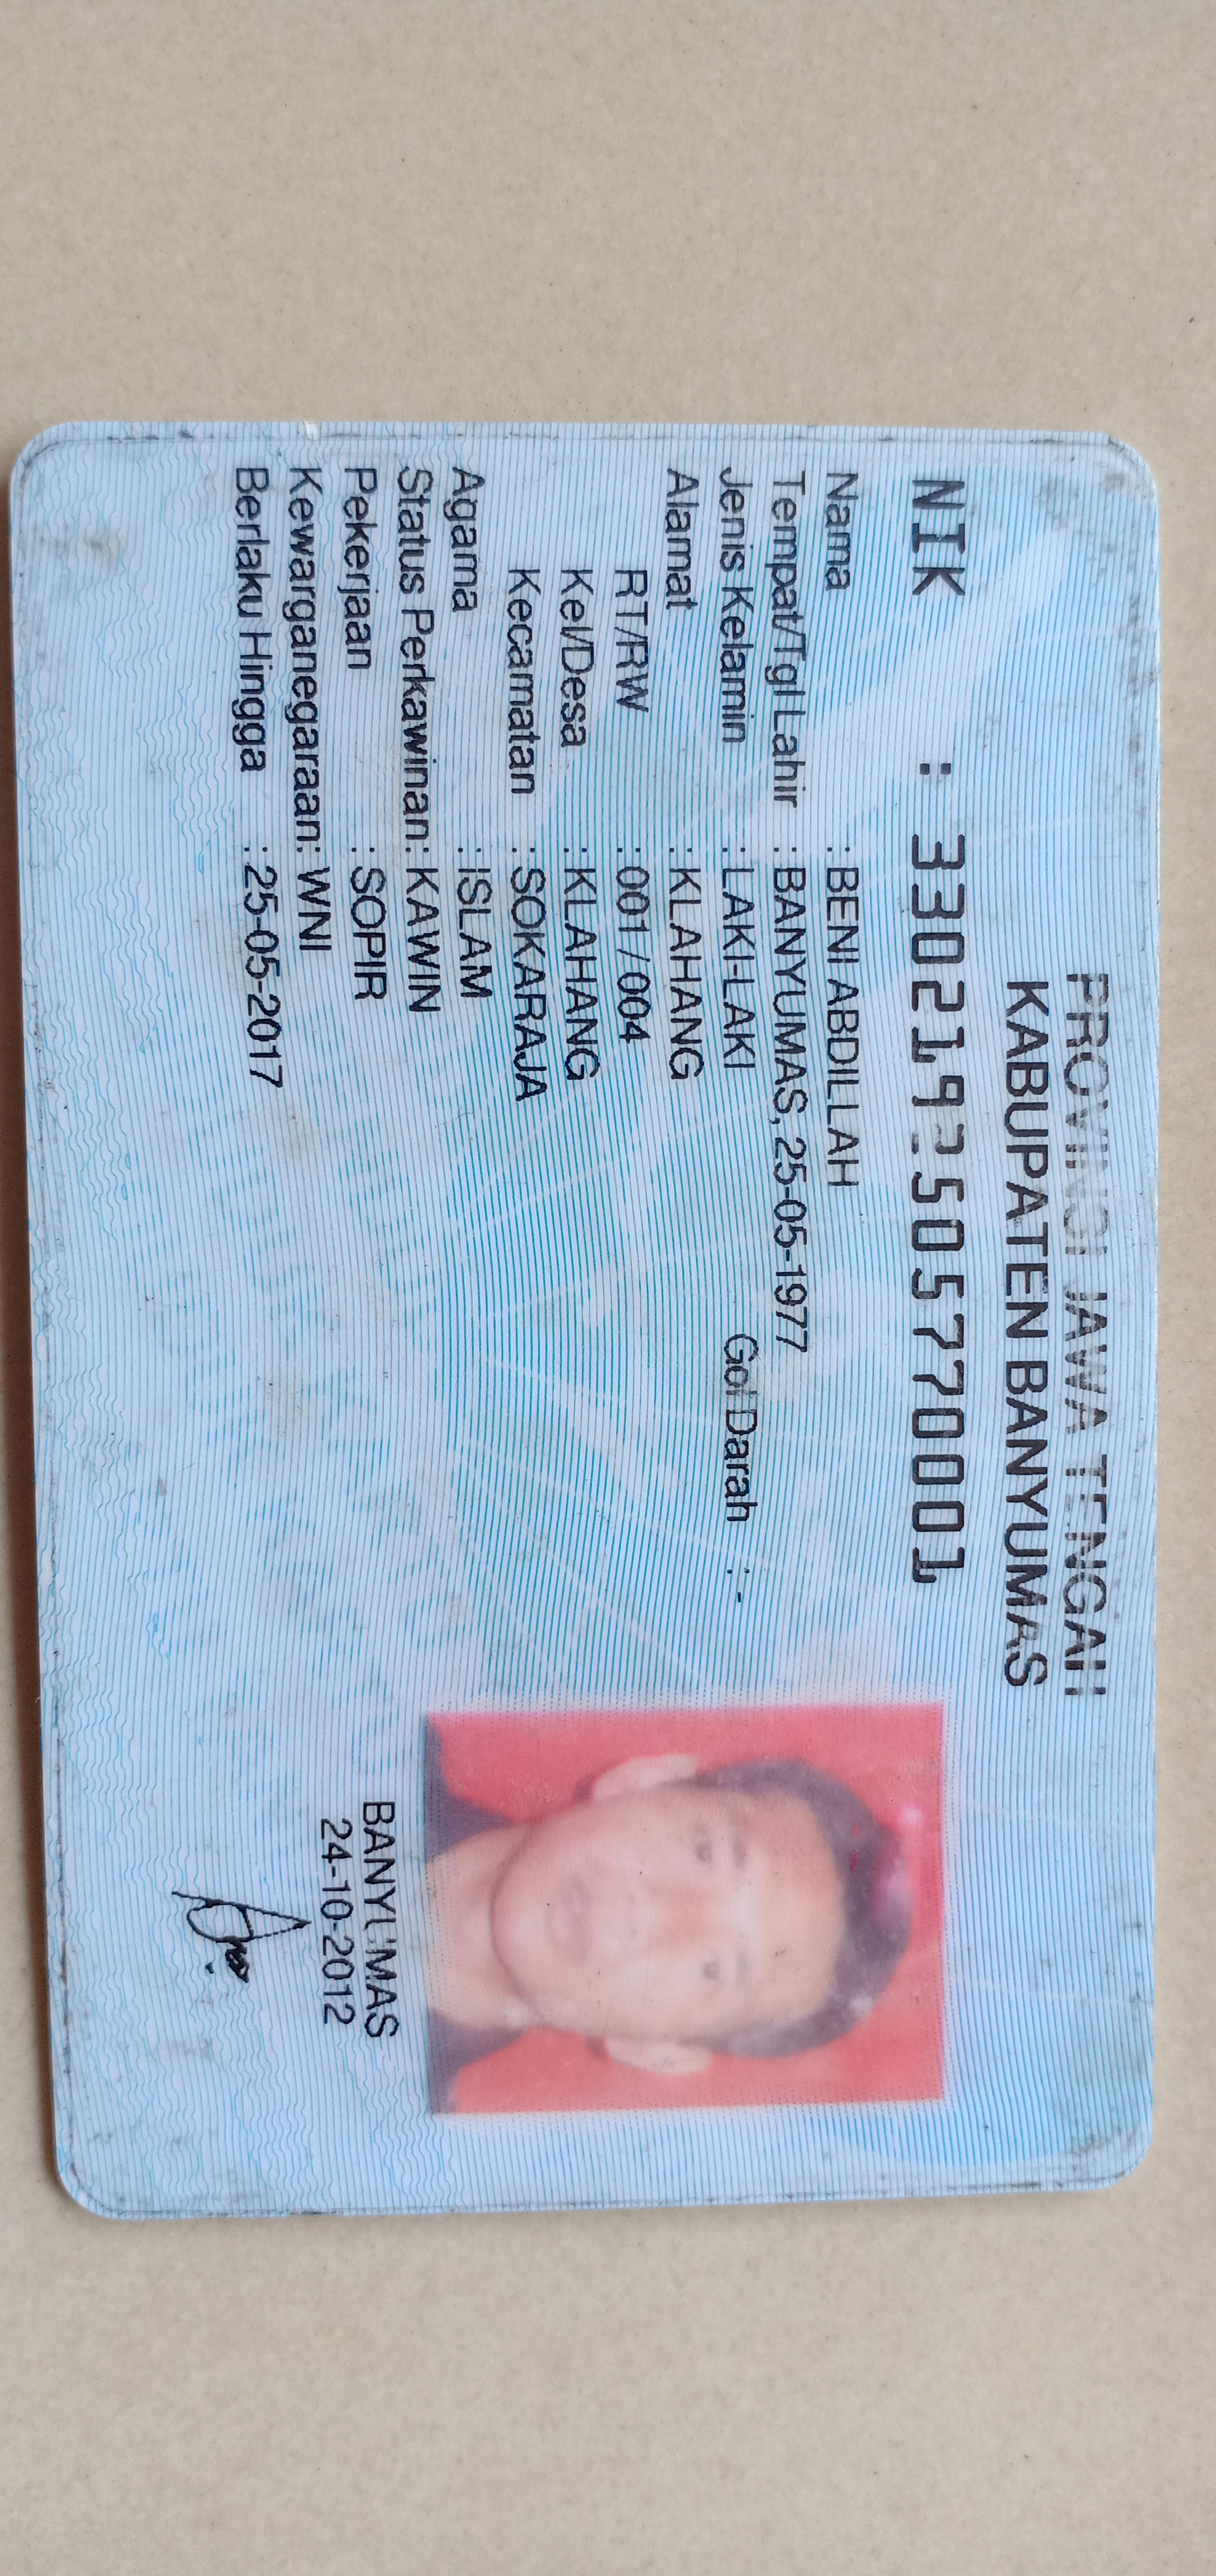 PROVINSI JAWA TENGAH
KABUPATEN BANYUMAS
NIK : 3302192505770001
Nama : BENI ABDILLAH
Tempat/Tgl Lahir : BANYUMAS, 25-05-1977
Jenis Kelamin : LAKI-LAKI Gol Darah : -
Alamat : KLAHANG
RT/RW : 001 / 004
Kel/Desa : KLAHANG
Kecamatan : SOKARAJA
Agama : ISLAM
Status Perkawinan: KAWIN
Pekerjaan : SOPIR
Kewarganegaraan: WNI
Berlaku Hingga : 25-05-2017
BANYUMAS
24-10-2012